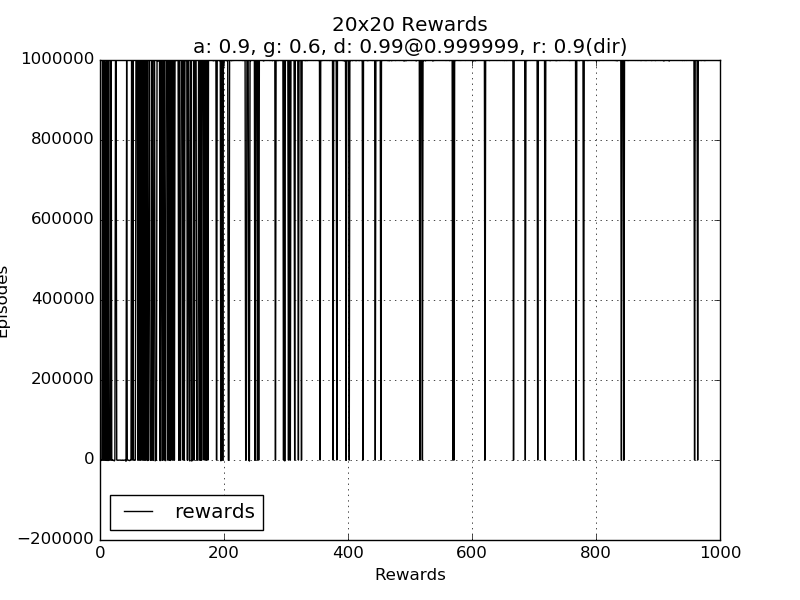 20x20 Rewards
a: 0.9, g: 0.6, d: 0.99@0.999999, r: 0.9(dir)
1000000
800000
600000
400000
200000
0
−200000
Episodes
rewards
0 200 400 600 800 1000
Rewards